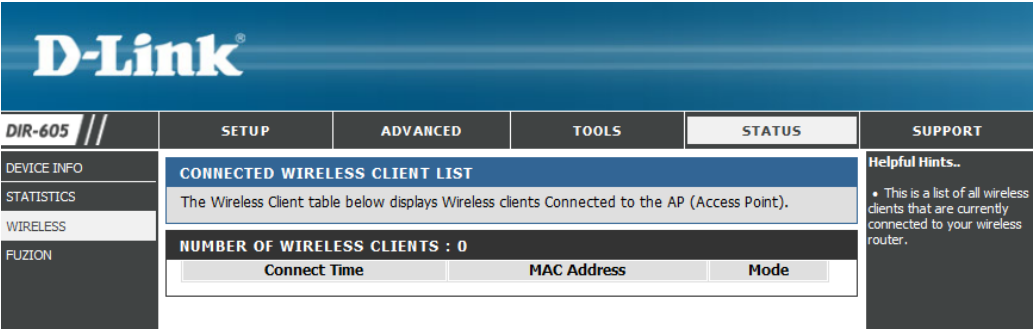 D-Link®
DIR-605
SETUP
ADVANCED
TOOLS
STATUS
SUPPORT
DEVICE INFO
STATISTICS
WIRELESS
FUZION
CONNECTED WIRELESS CLIENT LIST
The Wireless Client table below displays Wireless clients Connected to the AP (Access Point).
NUMBER OF WIRELESS CLIENTS : 0
Connect Time
MAC Address
Mode
Helpful Hints..
• This is a list of all wireless
clients that are currently
connected to your wireless
router.